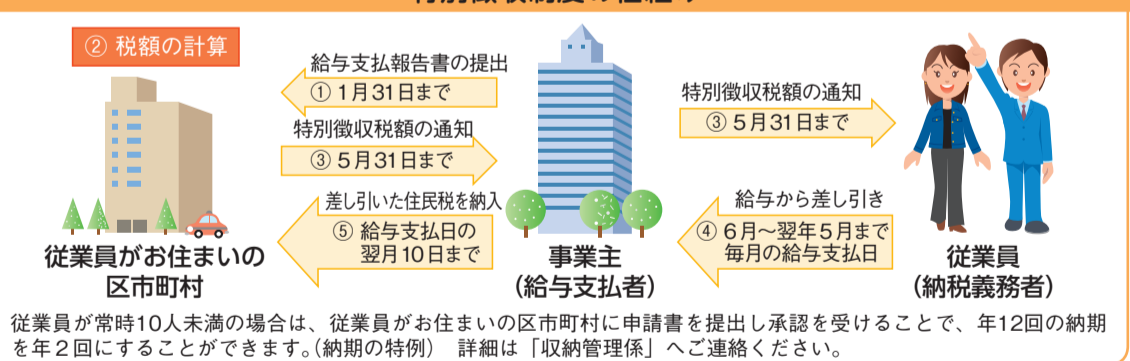 ② 税額の計算
給与支払報告書の提出
① 1月31日まで
特別徴収税額の通知
③ 5月31日まで
差し引いた住民税を納入
⑤ 給与支払日の
翌月10日まで
特別徴収税額の通知
③ 5月31日まで
給与から差し引き
④ 6月～翌年5月まで
毎月の給与支払日
従業員がお住まいの
区市町村
事業主
（給与支払者）
従業員
（納税義務者）
従業員が常時10人未満の場合は、従業員がお住まいの区市町村に申請書を提出し承認を受けることで、年12回の納期
を年2回にすることができます。（納期の特例）　詳細は「収納管理係」へご連絡ください。